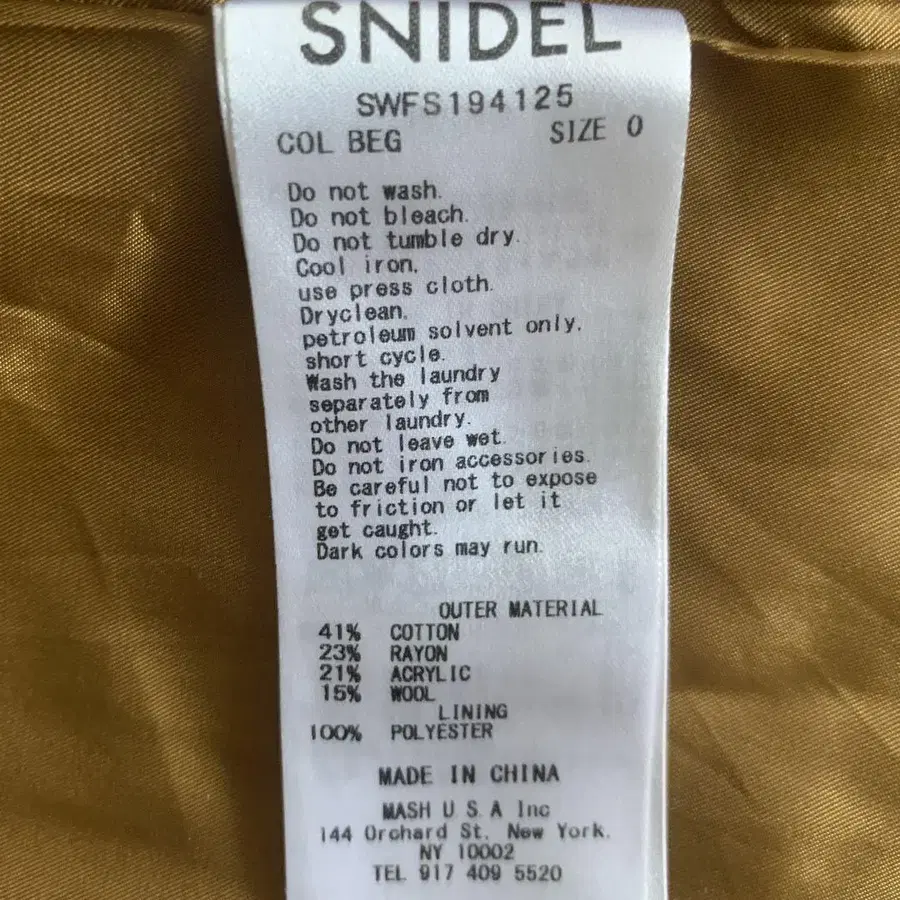 SNIDEL
SWFS194125
COL BEG SIZE 0
Do not wash.
Do not bleach.
Do not tumble dry.
Cool iron.
use press cloth.
Dryclean.
petroleum solvent only.
short cycle.
Wash the laundry
separately from
other laundry.
Do not leave wet.
Do not iron accessories.
Be careful not to expose
to friction or let it
get caught.
Dark colors may run.
OUTER MATERIAL
41% COTTON
23% RAYON
21% ACRYLIC
15% WOOL
LINING
100% POLYESTER
MADE IN CHINA
MASH U.S.A Inc
144 Orchard St, New York.
NY 10002
TEL 917 409 5520